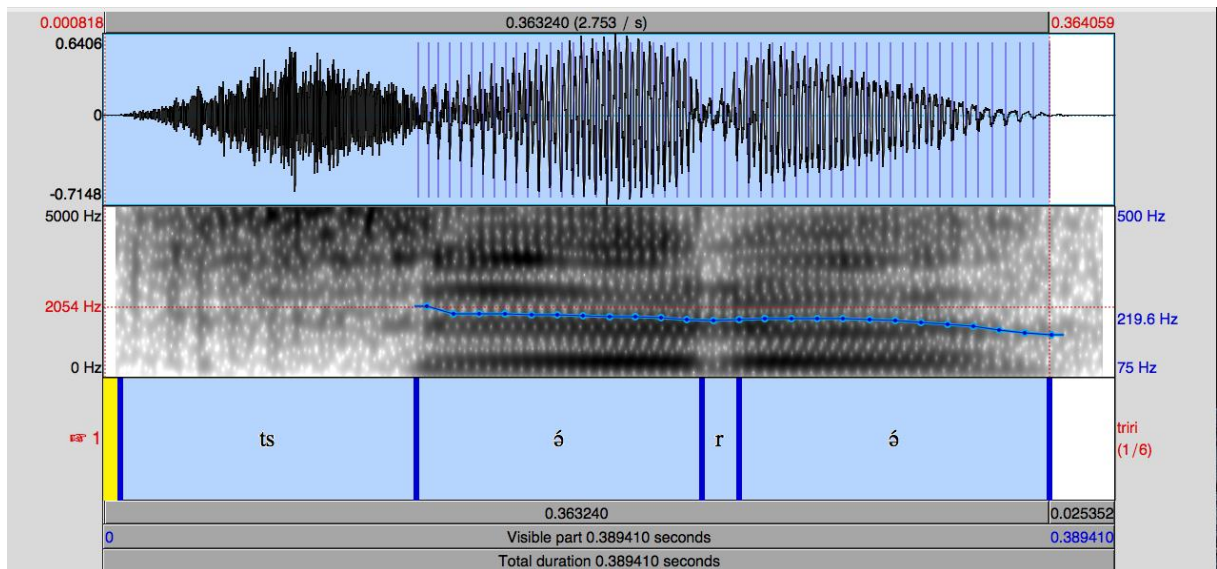 0.000818 0.363240 (2.753 / s) 0.364059
0.6406
0
-0.7148
5000 Hz 500 Hz
2054 Hz 219.6 Hz
0 Hz 75 Hz
☞ 1 ts ə́ r ə́ triri
(1/6)
0.363240 0.025352
0 Visible part 0.389410 seconds 0.389410
Total duration 0.389410 seconds